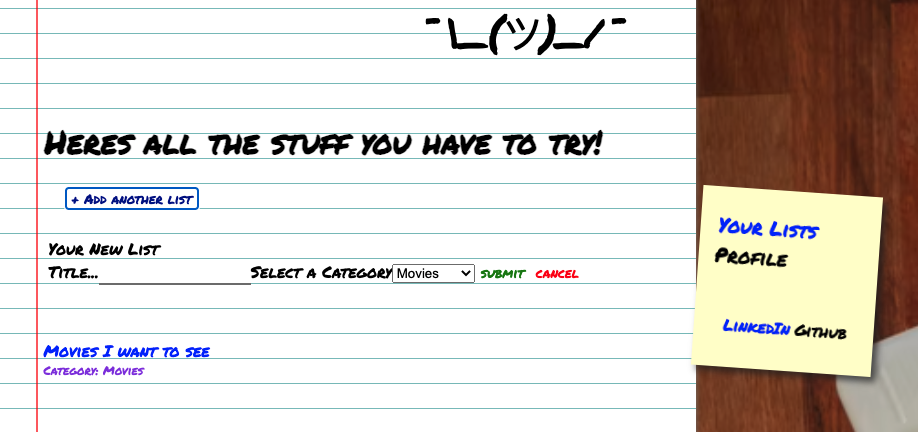 ¯\_(ツ)_/¯
Heres all the stuff you have to try!
+ Add another list
Your New List
Title... Select a Category Movies submit cancel
Movies I want to see
Category: Movies
Your Lists
Profile
LinkedIn Github